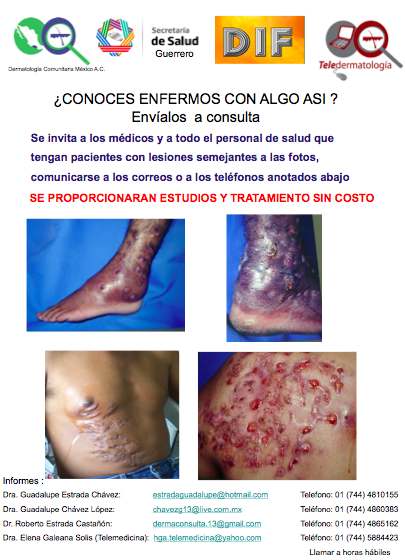 Secretaría
de Salud
Guerrero
DIF
Dermatología Comunitaria México A.C.
Teledermatología
¿CONOCES ENFERMOS CON ALGO ASI ?
Envíalos a consulta
Se invita a los médicos y a todo el personal de salud que
tengan pacientes con lesiones semejantes a las fotos,
comunicarse a los correos o a los teléfonos anotados abajo
SE PROPORCIONARAN ESTUDIOS Y TRATAMIENTO SIN COSTO
Informes :
Dra. Guadalupe Estrada Chávez: estradaguadalupe@hotmail.com Teléfono: 01 (744) 4810155
Dra. Guadalupe Chávez López: chavezg13@live.com.mx Teléfono: 01 (744) 4860383
Dr. Roberto Estrada Castañón: dermaconsulta.13@gmail.com Teléfono: 01 (744) 4865162
Dra. Elena Galeana Solis (Telemedicina): hga.telemedicina@yahoo.com Teléfono: 01 (744) 5884423
Llamar a horas hábiles